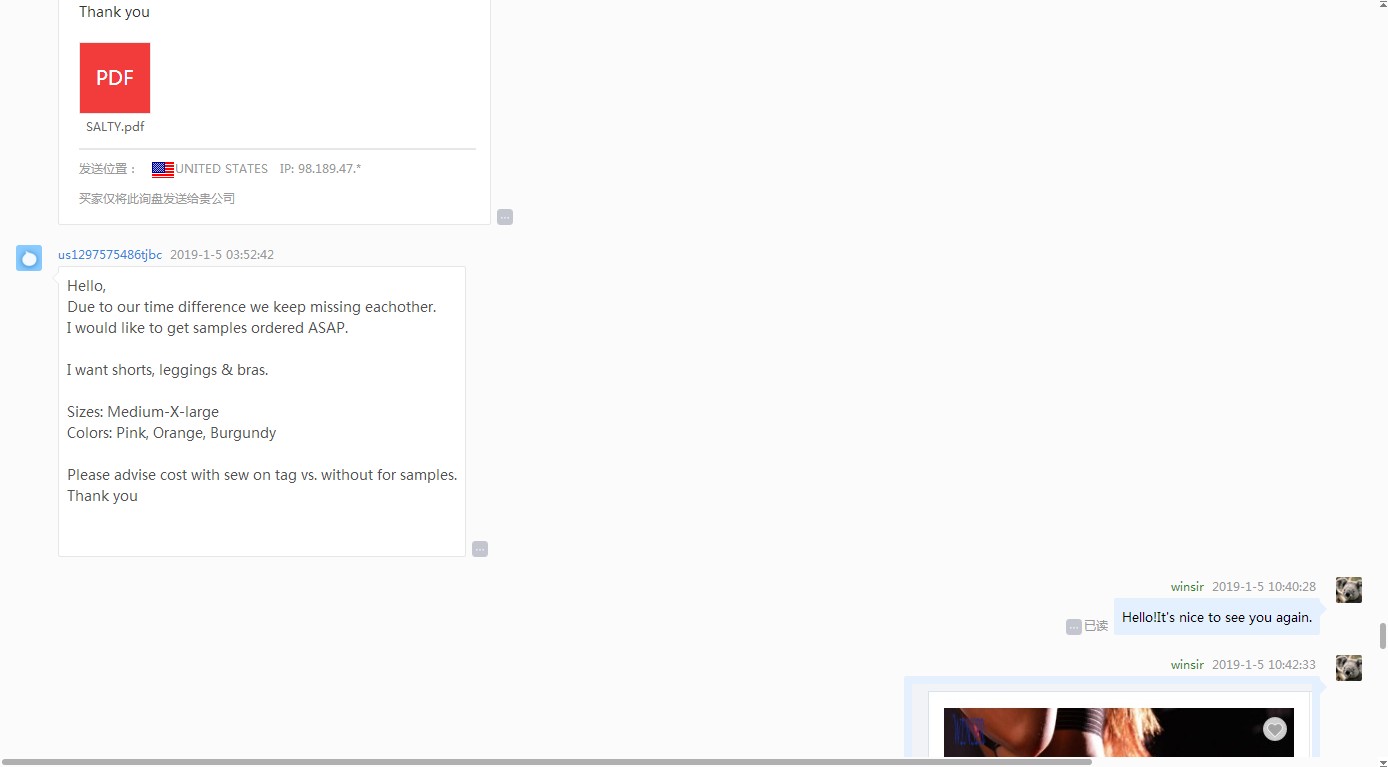 Thank you
PDF
SALTY.pdf
发送位置： UNITED STATES IP: 98.189.47.*
买家仅将此询盘发送给贵公司
us1297575486tjbc 2019-1-5 03:52:42
Hello,
Due to our time difference we keep missing eachother.
I would like to get samples ordered ASAP.
I want shorts, leggings & bras.
Sizes: Medium-X-large
Colors: Pink, Orange, Burgundy
Please advise cost with sew on tag vs. without for samples.
Thank you
winsir 2019-1-5 10:40:28
已读 Hello!It's nice to see you again.
winsir 2019-1-5 10:42:33